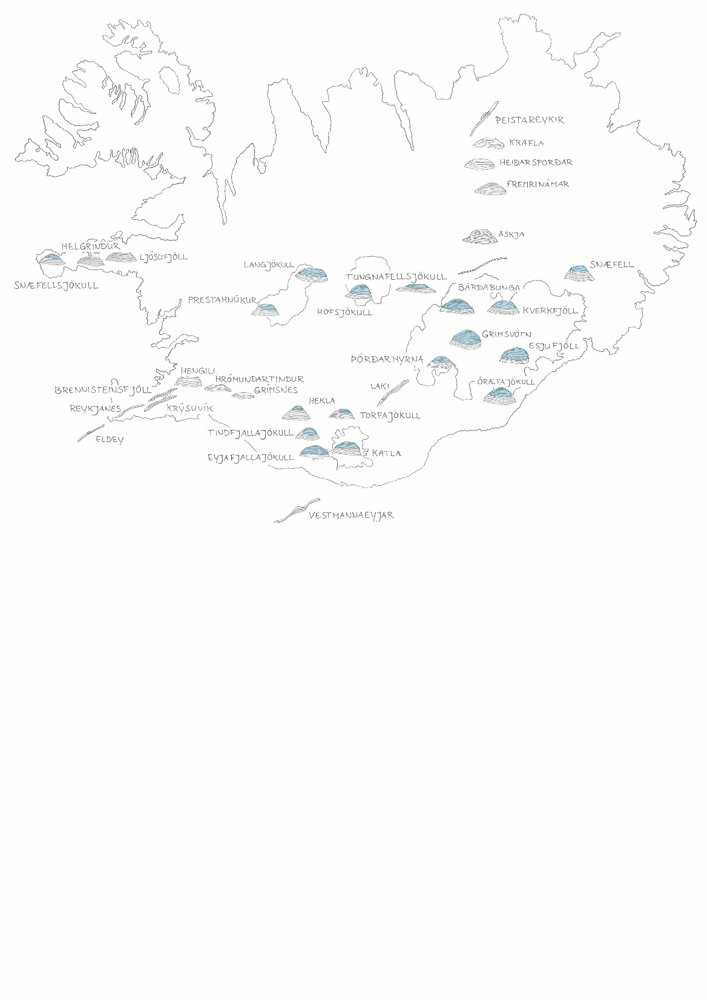 ÞEISTAREYKIR
KRAFLA
HEIÐARSPORÐAR
FREMRINÁMAR
ASKJA
HELGRINDUR
LJÓSUFJÖLL
SNÆFELLSJÖKULL
LANGJÖKULL
SNÆFELL
TUNGNAFELLSJÖKULL
BÁRÐABUNGA
PRESTAHNÚKUR
HOFSJÖKULL
KVERKFJÖLL
GRÍMSVÖTN
ESJUFJÖLL
ÞÓRÐARHYRNA
HENGILL
HRÓMUNDARTINDUR
ÖRÆFAJÖKULL
LAKI
BRENNISTEINSFJÖLL
GRÍMSNES
HEKLA
REYKJANES
KRÝSUVÍK
TORFAJÖKULL
TINDFJALLAJÖKULL
ELDEY
KATLA
EYJAFJALLAJÖKULL
VESTMANNAEYJAR